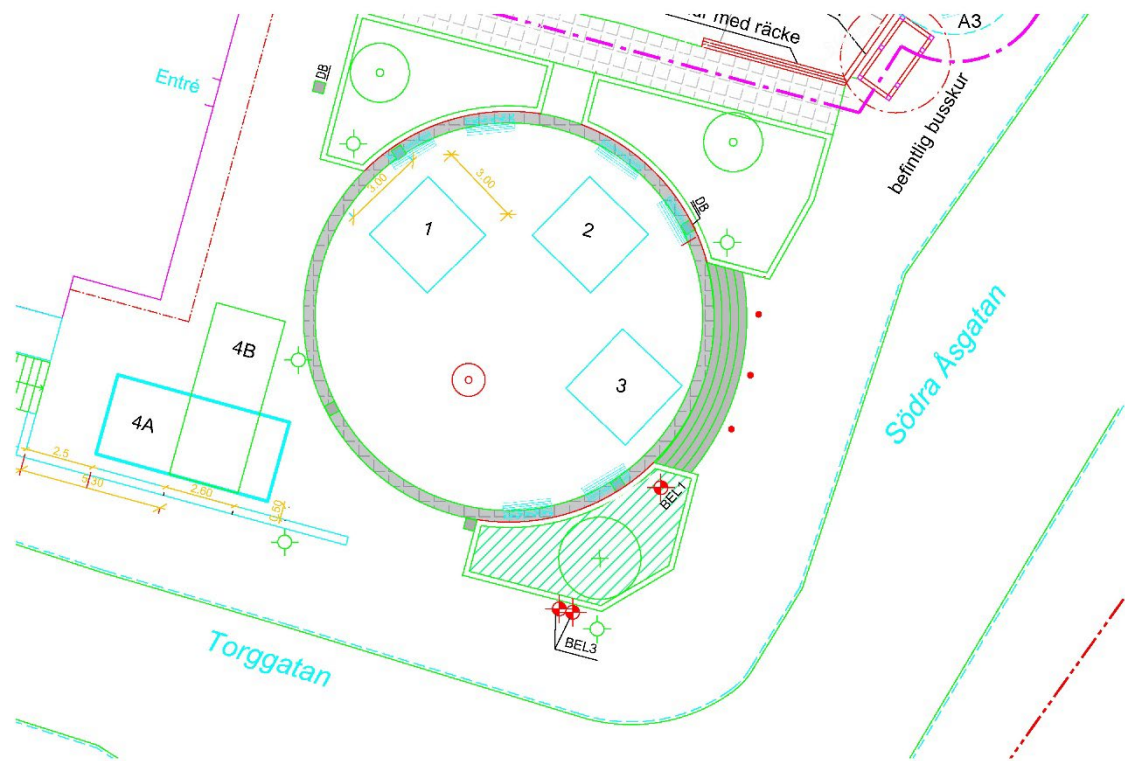 med räcke
A3
Entré
DB
befintlig busskur
3.00
3.00
DB
1
2
Södra Åsgatan
4B
3
4A
2.5
5.30
2.60
0.50
BEL1
BEL3
Torggatan